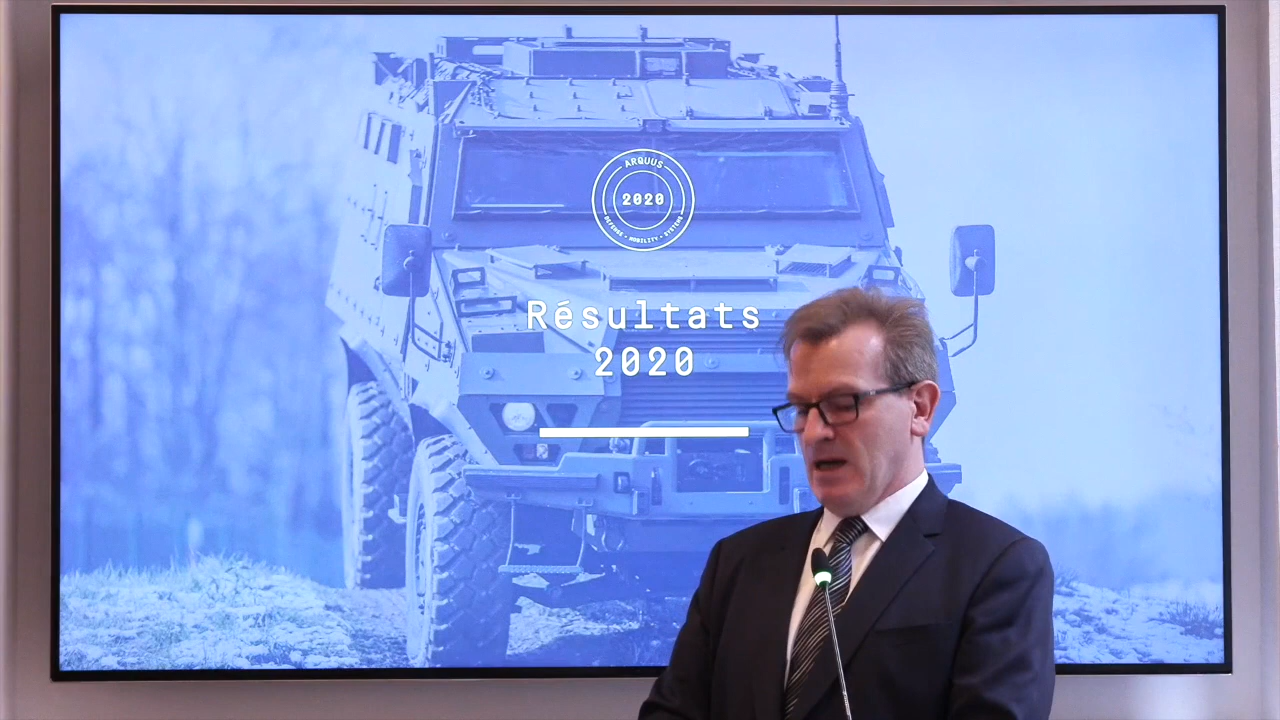 ARQUUS
2020
DEFENSE • MOBILITY • SYSTEMS
Résultats
2020